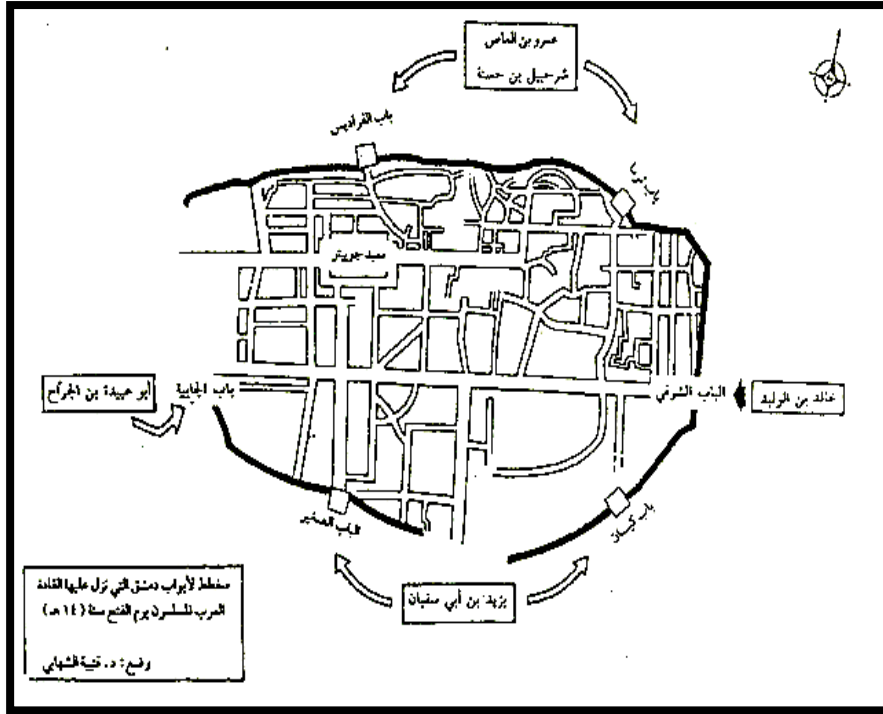 عمرو بن العاص
شرحبيل بن حسنة
باب الفراديس
باب توما
معبد جوبيتر
أبو عبيدة بن الجراح
باب الجابية
الباب الشرقي
خالد بن الوليد
الباب الصغير
باب كيسان
يزيد بن أبي سفيان
مخطط لأبواب دمشق التي نزل عليها القادة
العرب المسلمون يوم الفتح سنة (١٤ هـ)
وضع : د. قتيبة الشهابي